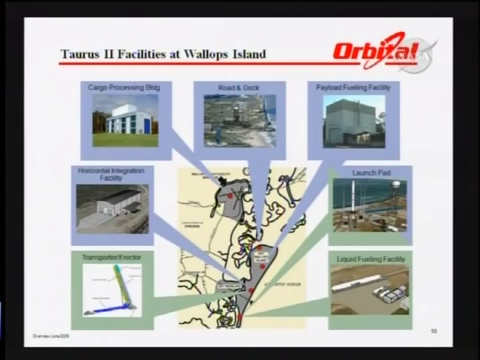 Taurus II Facilities at Wallops Island
Orbital
Cargo Processing Bldg
Road & Dock
Payload Fueling Facility
Horizontal Integration
Facility
Launch Pad
Transporter/Erector
Liquid Fueling Facility